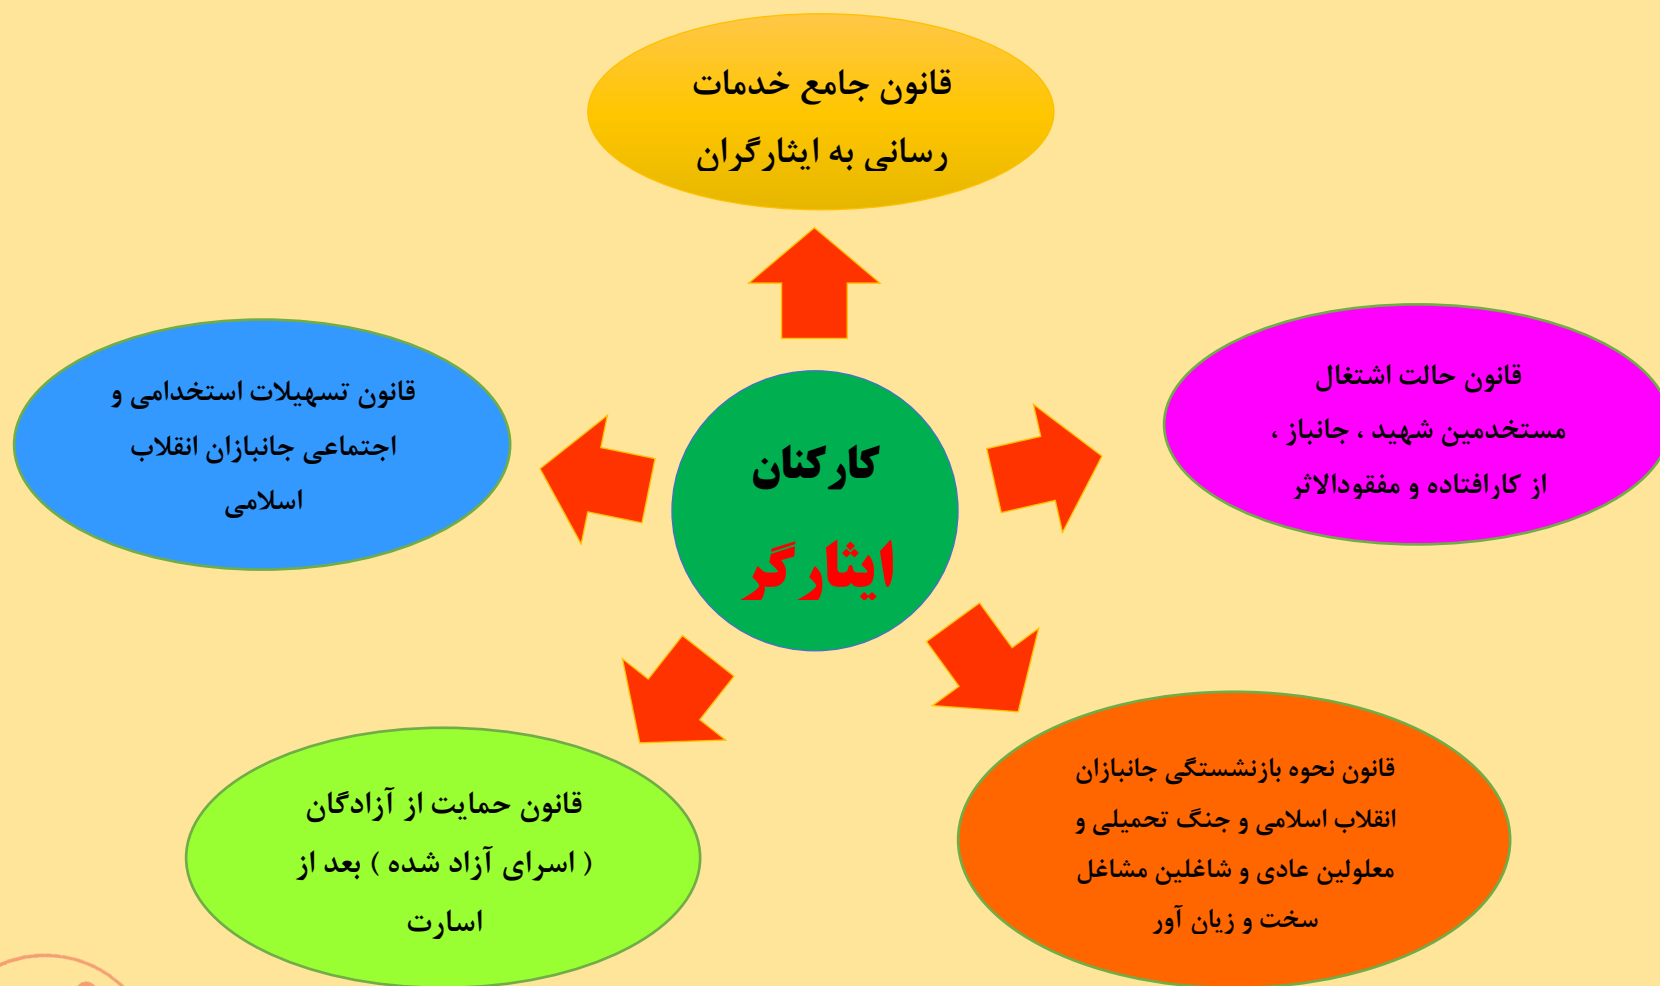 قانون جامع خدمات
رسانی به ایثارگران
قانون حالت اشتغال
مستخدمین شهید ، جانباز ،
از کارافتاده و مفقودالاثر
قانون تسهیلات استخدامی و
اجتماعی جانبازان انقلاب
اسلامی
کارکنان
ایثارگر
قانون نحوه بازنشستگی جانبازان
انقلاب اسلامی و جنگ تحمیلی و
معلولین عادی و شاغلین مشاغل
سخت و زیان آور
قانون حمایت از آزادگان
( اسرای آزاد شده ) بعد از
اسارت